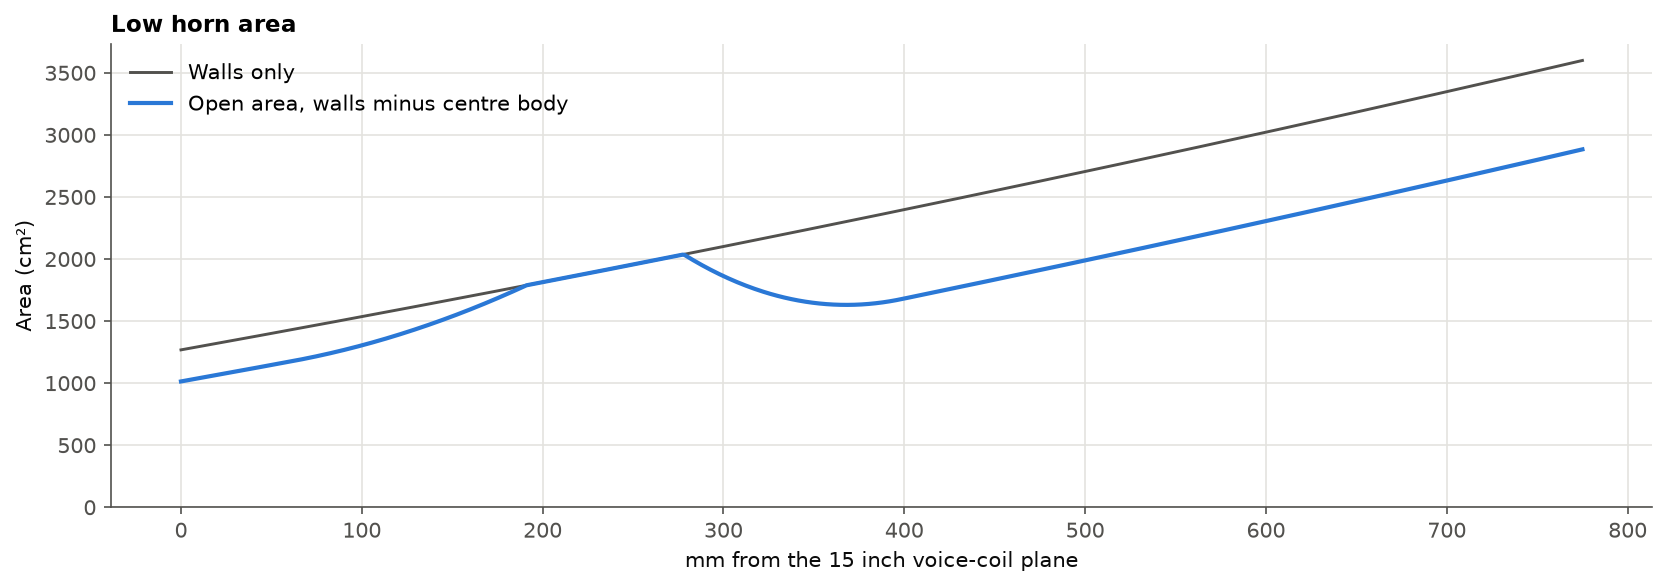 Low horn area
Walls only
Open area, walls minus centre body
Area (cm²)
3500
3000
2500
2000
1500
1000
500
0
0 100 200 300 400 500 600 700 800
mm from the 15 inch voice-coil plane